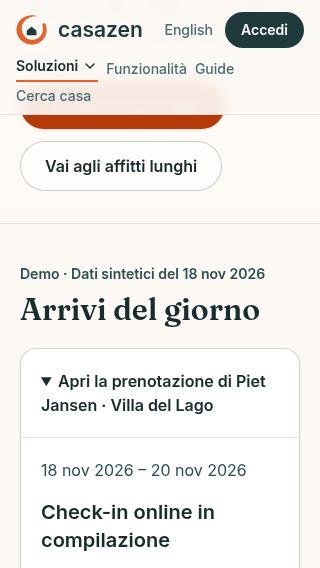 casazen
English
Accedi
Soluzioni
Funzionalità
Guide
Cerca casa
Vai agli affitti lunghi
Demo · Dati sintetici del 18 nov 2026
Arrivi del giorno
▼ Apri la prenotazione di Piet
Jansen · Villa del Lago
18 nov 2026 – 20 nov 2026
Check-in online in
compilazione